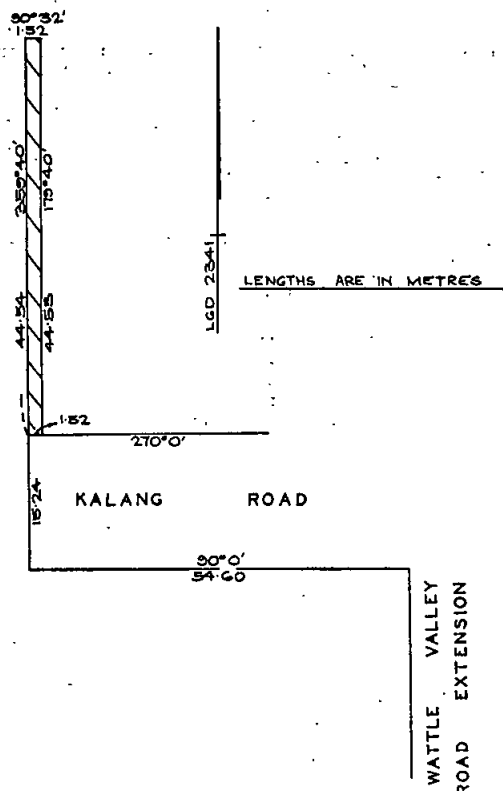 90°32'
1.52
359°40'
179°40'
44.54
44.55
LGD 2341
LENGTHS ARE IN METRES
1.52
270°0'
15.24
KALANG ROAD
90°0'
54.60
WATTLE VALLEY
ROAD EXTENSION